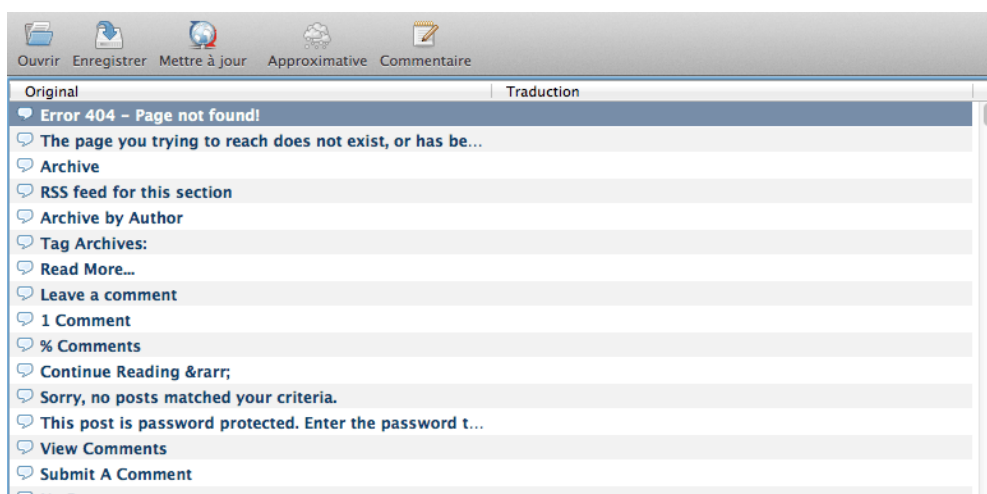 Ouvrir Enregistrer Mettre à jour Approximative Commentaire
Original Traduction
Error 404 – Page not found!
The page you trying to reach does not exist, or has be...
Archive
RSS feed for this section
Archive by Author
Tag Archives:
Read More...
Leave a comment
1 Comment
% Comments
Continue Reading &rarr;
Sorry, no posts matched your criteria.
This post is password protected. Enter the password t...
View Comments
Submit A Comment